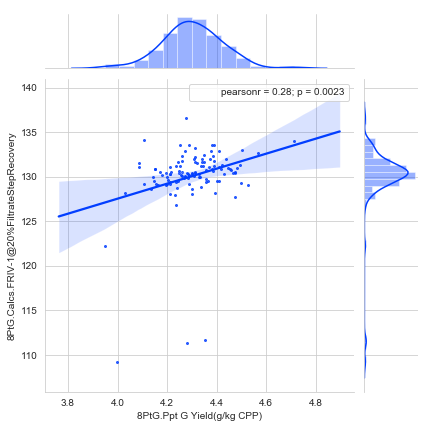 pearsonr = 0.28; p = 0.0023
140
135
130
125
120
115
110
3.8 4.0 4.2 4.4 4.6 4.8
8PtG.Ppt G Yield(g/kg CPP)
8PtG.Calcs.FRIV-1@20%FiltrateStepRecovery